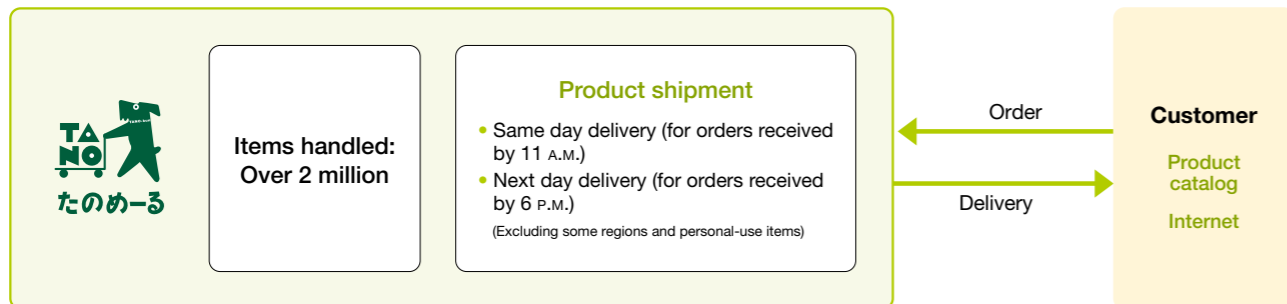 TA
NO
たのめーる
Items handled:
Over 2 million
Product shipment
• Same day delivery (for orders received
by 11 A.M.)
• Next day delivery (for orders received
by 6 P.M.)
(Excluding some regions and personal-use items)
Order
Delivery
Customer
Product
catalog
Internet